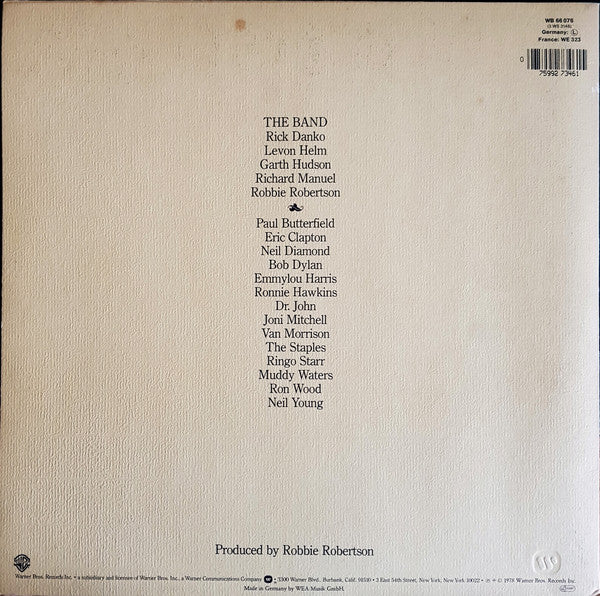 WB 66 076
(3 WS 3146)
Germany: Ⓛ
France: WE 323
0
75992 73461
THE BAND
Rick Danko
Levon Helm
Garth Hudson
Richard Manuel
Robbie Robertson
Paul Butterfield
Eric Clapton
Neil Diamond
Bob Dylan
Emmylou Harris
Ronnie Hawkins
Dr. John
Joni Mitchell
Van Morrison
The Staples
Ringo Starr
Muddy Waters
Ron Wood
Neil Young
Produced by Robbie Robertson
Warner Bros. Records Inc. • a subsidiary and licensee of Warner Bros. Inc., a Warner Communications Company • 3300 Warner Blvd., Burbank, Calif. 91510 • 3 East 54th Street, New York, New York 10022 • ℗ + © 1978 Warner Bros. Records Inc.
Made in Germany by WEA Musik GmbH.